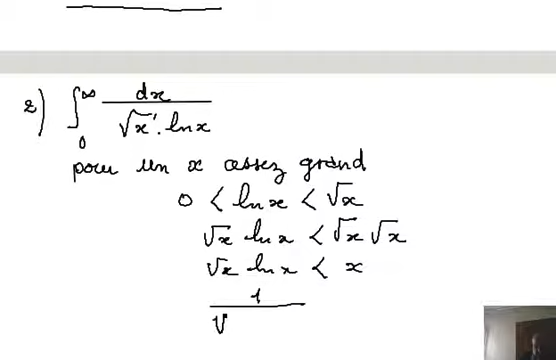 2) ∫₀^∞ dx / (√x · ln x)
pour un x assez grand
0 < ln x < √x
√x ln x < √x √x
√x ln x < x
1 / √